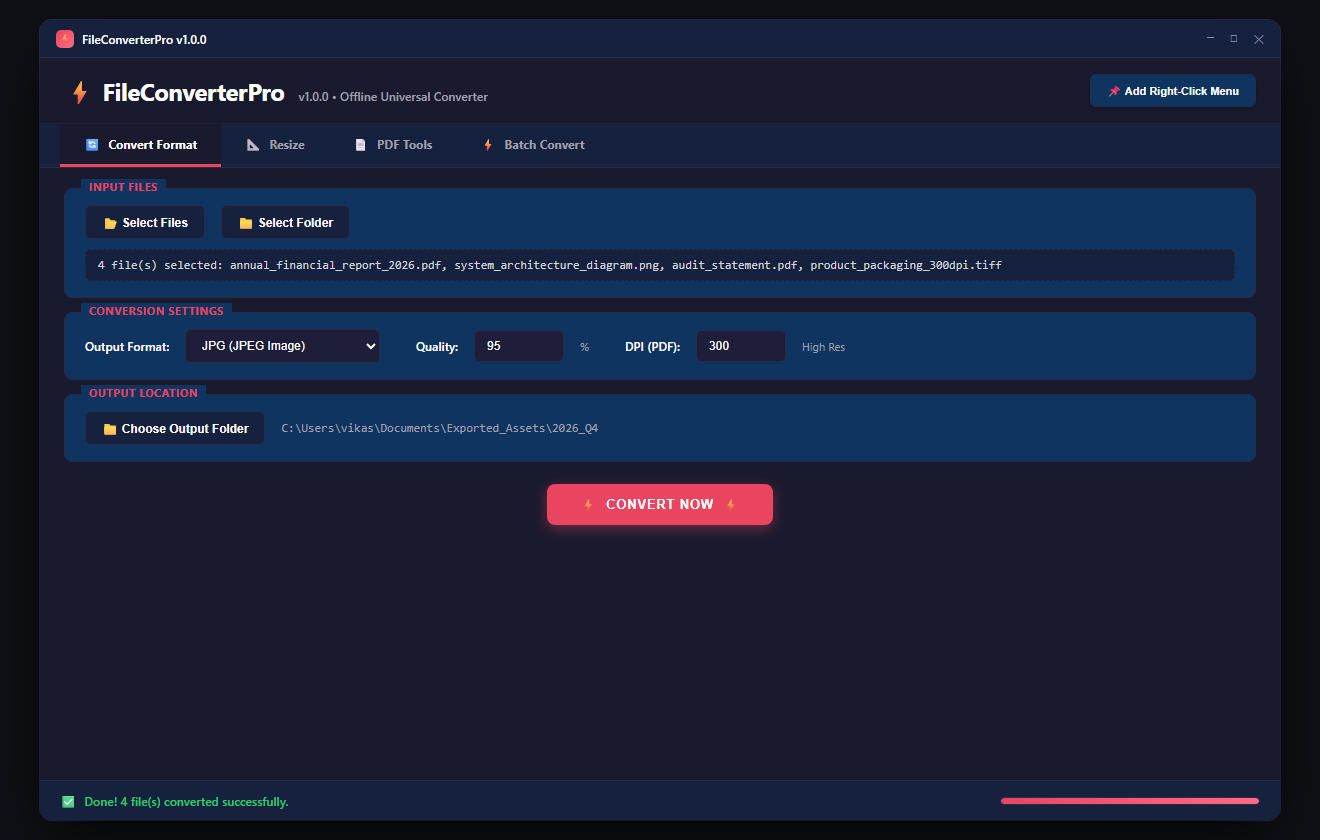 FileConverterPro v1.0.0
FileConverterPro v1.0.0 • Offline Universal Converter
Add Right-Click Menu
Convert Format Resize PDF Tools Batch Convert
INPUT FILES
Select Files Select Folder
4 file(s) selected: annual_financial_report_2026.pdf, system_architecture_diagram.png, audit_statement.pdf, product_packaging_300dpi.tiff
CONVERSION SETTINGS
Output Format: JPG (JPEG Image) Quality: 95 % DPI (PDF): 300 High Res
OUTPUT LOCATION
Choose Output Folder C:\Users\vikas\Documents\Exported_Assets\2026_Q4
CONVERT NOW
Done! 4 file(s) converted successfully.